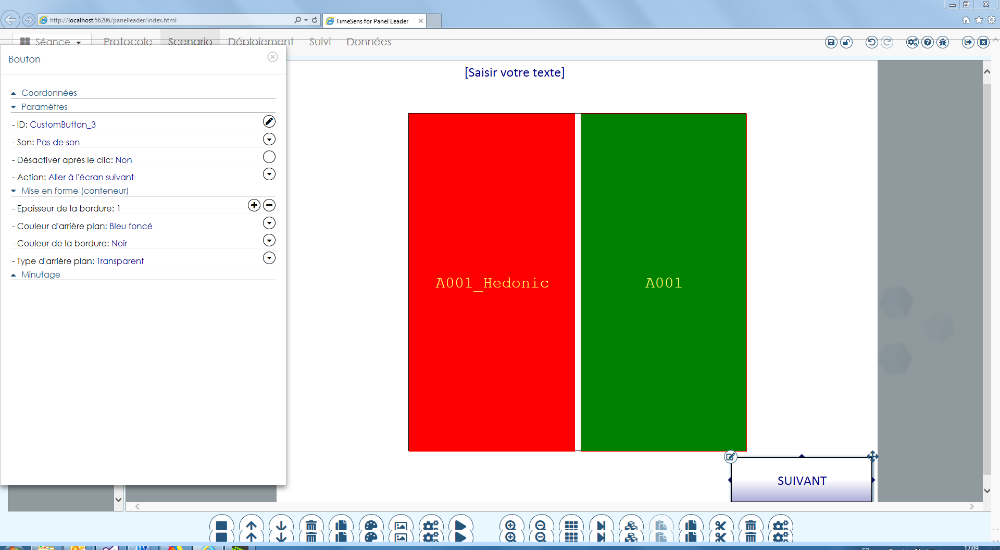 http://localhost:56206/panelleader/index.html
TimeSens for Panel Leader
Séance
Protocole
Scenario
Déploiement
Suivi
Données
Bouton
Coordonnées
Paramètres
- ID: CustomButton_3
- Son: Pas de son
- Désactiver après le clic: Non
- Action: Aller à l'écran suivant
Mise en forme (conteneur)
- Epaisseur de la bordure: 1
- Couleur d'arrière plan: Bleu foncé
- Couleur de la bordure: Noir
- Type d'arrière plan: Transparent
Minutage
[Saisir votre texte]
A001_Hedonic
A001
SUIVANT
FR
17:09